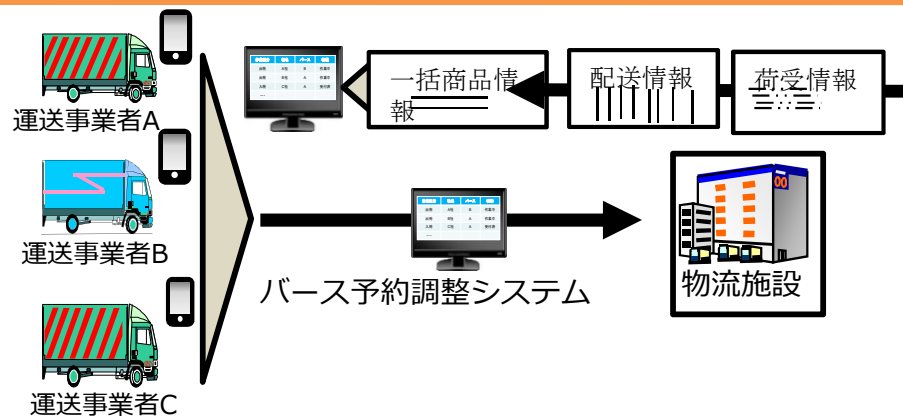 一括商品情
報
配送情報
荷受情報
運送事業者A
運送事業者B
バース予約調整システム
物流施設
運送事業者C